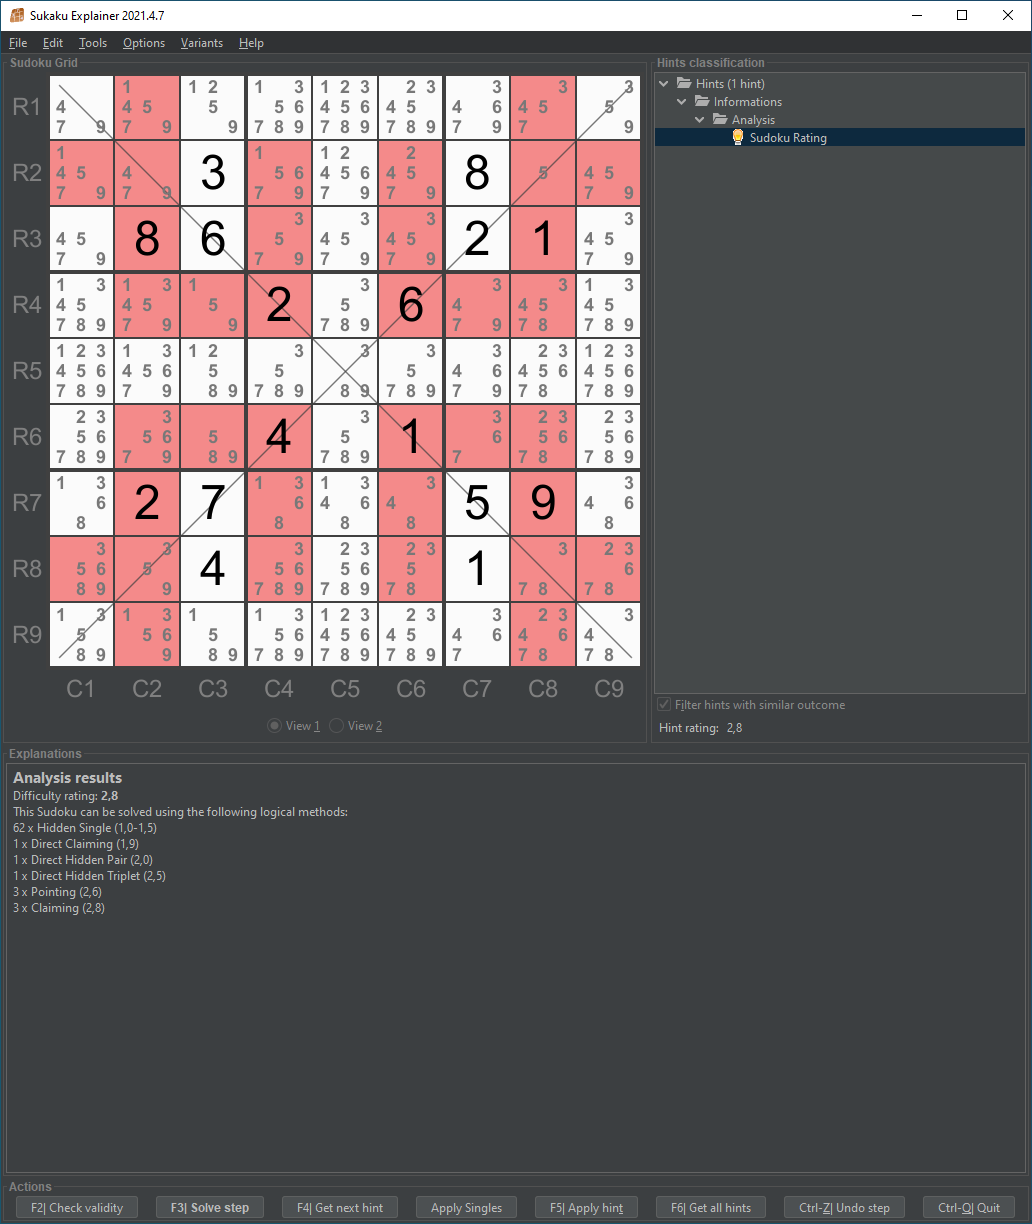 Sukaku Explainer 2021.4.7
File Edit Tools Options Variants Help
Sudoku Grid
1 1 2 1 3 1 2 3 2 3 3 3 3
R1 4 4 5 5 5 6 4 5 6 4 5 4 6 4 5 5
7 9 7 9 9 7 8 9 7 8 9 7 8 9 7 9 7 9
1 1 1 2 2
R2 4 5 4 3 5 6 4 5 6 4 5 8 5 4 5
7 9 7 9 7 9 7 9 7 9 7 9
3 3 3 3
R3 4 5 8 6 5 4 5 4 5 2 1 4 5
7 9 7 9 7 9 7 9 7 9
1 3 1 3 1 3 3 3 1 3
R4 4 5 4 5 5 2 5 6 4 4 5 4 5
7 8 9 7 9 9 7 8 9 7 9 7 8 7 8 9
1 2 3 1 3 1 2 3 3 3 3 2 3 1 2 3
R5 4 5 6 4 5 6 5 5 5 4 6 4 5 6 4 5 6
7 8 9 7 9 8 9 7 8 9 8 9 7 8 9 7 9 7 8 7 8 9
2 3 3 3 3 2 3 2 3
R6 5 6 5 6 5 4 5 1 6 5 6 5 6
7 8 9 7 9 8 9 7 8 9 7 7 8 7 8 9
1 3 1 3 1 3 3 3
R7 6 2 7 6 4 6 4 5 9 4 6
8 8 8 8 8
3 3 3 2 3 2 3 3 2 3
R8 5 6 5 4 5 6 5 6 5 1 6
8 9 9 7 8 9 7 8 9 7 8 7 8 7 8
1 3 1 3 1 1 3 1 2 3 2 3 3 2 3 3
R9 5 5 6 5 5 6 4 5 6 4 5 4 6 4 6 4
8 9 9 8 9 7 8 9 7 8 9 7 8 9 7 7 8 7 8
C1 C2 C3 C4 C5 C6 C7 C8 C9
View 1 View 2
Hints classification
Hints (1 hint)
Informations
Analysis
Sudoku Rating
Filter hints with similar outcome
Hint rating: 2,8
Explanations
Analysis results
Difficulty rating: 2,8
This Sudoku can be solved using the following logical methods:
62 x Hidden Single (1,0-1,5)
1 x Direct Claiming (1,9)
1 x Direct Hidden Pair (2,0)
1 x Direct Hidden Triplet (2,5)
3 x Pointing (2,6)
3 x Claiming (2,8)
Actions
F2| Check validity F3| Solve step F4| Get next hint Apply Singles F5| Apply hint F6| Get all hints Ctrl-Z| Undo step Ctrl-Q| Quit